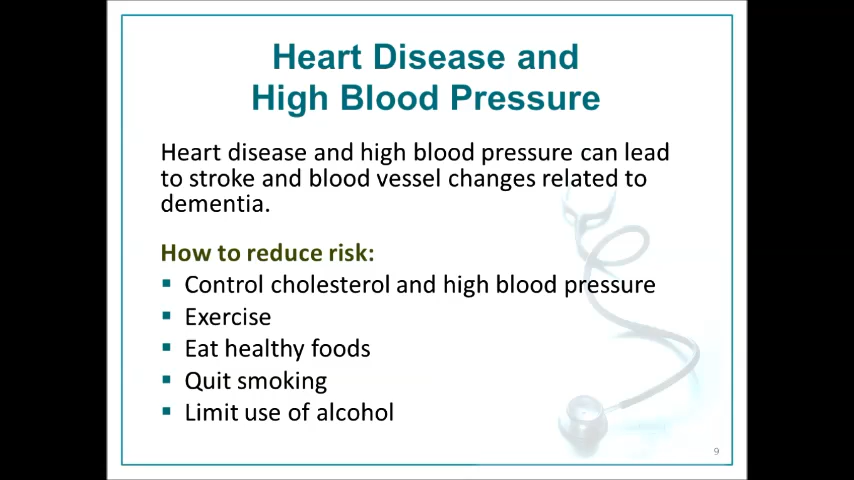 Heart Disease and
High Blood Pressure
Heart disease and high blood pressure can lead
to stroke and blood vessel changes related to
dementia.
How to reduce risk:
▪ Control cholesterol and high blood pressure
▪ Exercise
▪ Eat healthy foods
▪ Quit smoking
▪ Limit use of alcohol
9